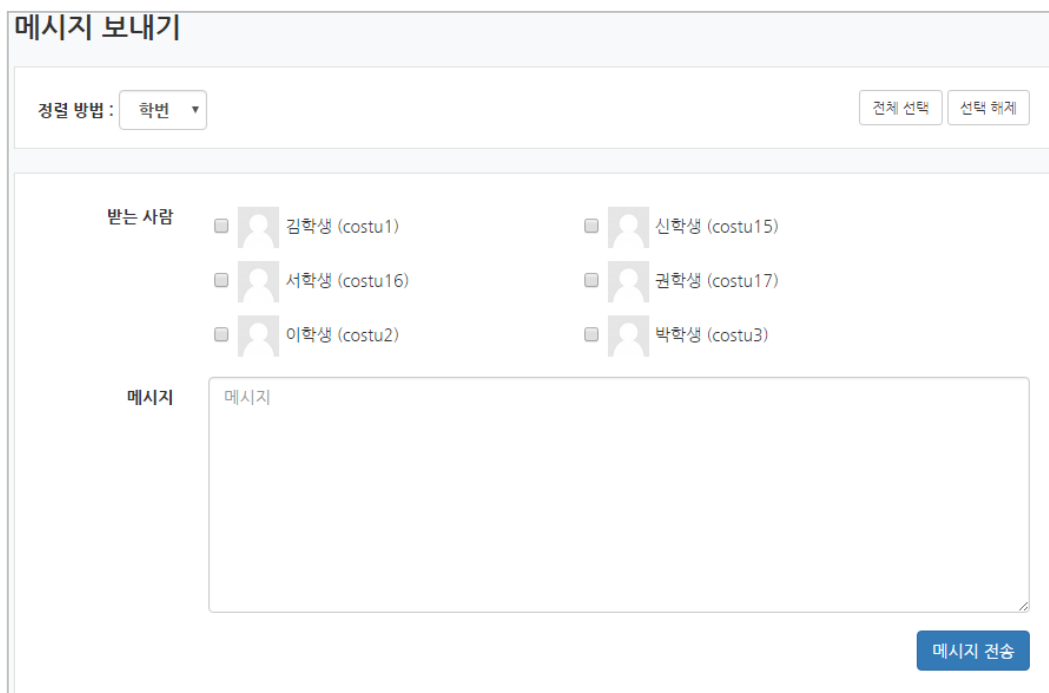 메시지 보내기
정렬 방법 : 학번 전체 선택 선택 해제
받는 사람 김학생 (costu1) 신학생 (costu15)
서학생 (costu16) 권학생 (costu17)
이학생 (costu2) 박학생 (costu3)
메시지 메시지
메시지 전송